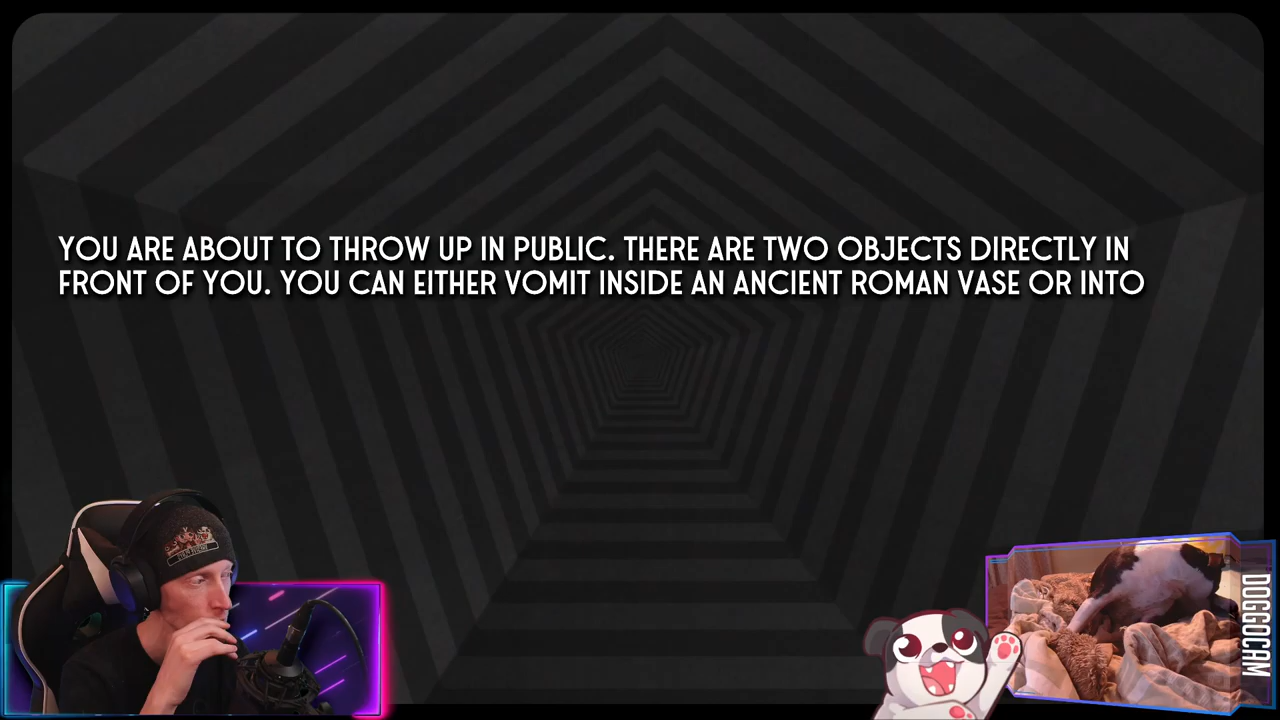 YOU ARE ABOUT TO THROW UP IN PUBLIC. THERE ARE TWO OBJECTS DIRECTLY IN
FRONT OF YOU. YOU CAN EITHER VOMIT INSIDE AN ANCIENT ROMAN VASE OR INTO
DOGGOCAM